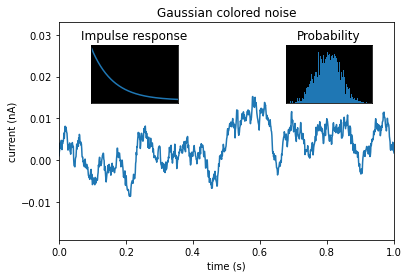 Gaussian colored noise
Impulse response
Probability
0.03
0.02
0.01
0.00
−0.01
current (nA)
0.0
0.2
0.4
0.6
0.8
1.0
time (s)